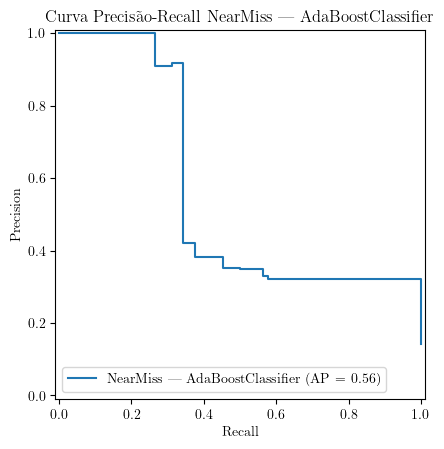 Curva Precisão-Recall NearMiss — AdaBoostClassifier
1.0
0.8
0.6
0.4
0.2
0.0
Precision
NearMiss — AdaBoostClassifier (AP = 0.56)
0.0 0.2 0.4 0.6 0.8 1.0
Recall